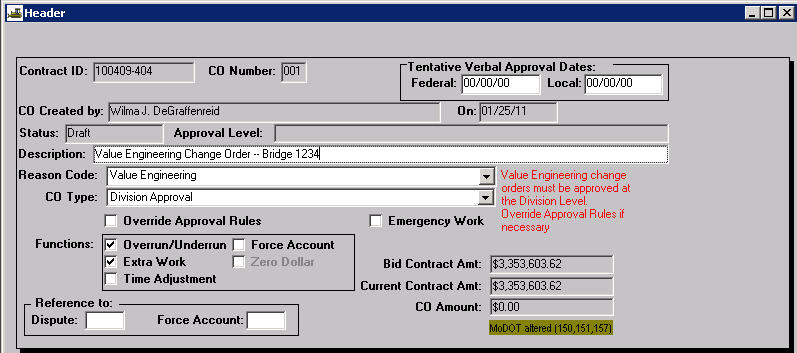 Header
Tentative Verbal Approval Dates:
Contract ID: 100409-404 CO Number: 001 Federal: 00/00/00 Local: 00/00/00
CO Created by: Wilma J. DeGraffenreid On: 01/25/11
Status: Draft Approval Level:
Description: Value Engineering Change Order -- Bridge 1234
Reason Code: Value Engineering
CO Type: Division Approval
Value Engineering change
orders must be approved at
the Division Level.
Override Approval Rules if
necessary
Override Approval Rules Emergency Work
Functions: Overrun/Underrun Force Account
Extra Work Zero Dollar
Time Adjustment
Bid Contract Amt: $3,353,603.62
Current Contract Amt: $3,353,603.62
CO Amount: $0.00
Reference to:
Dispute: Force Account:
MoDOT altered (150,151,157)